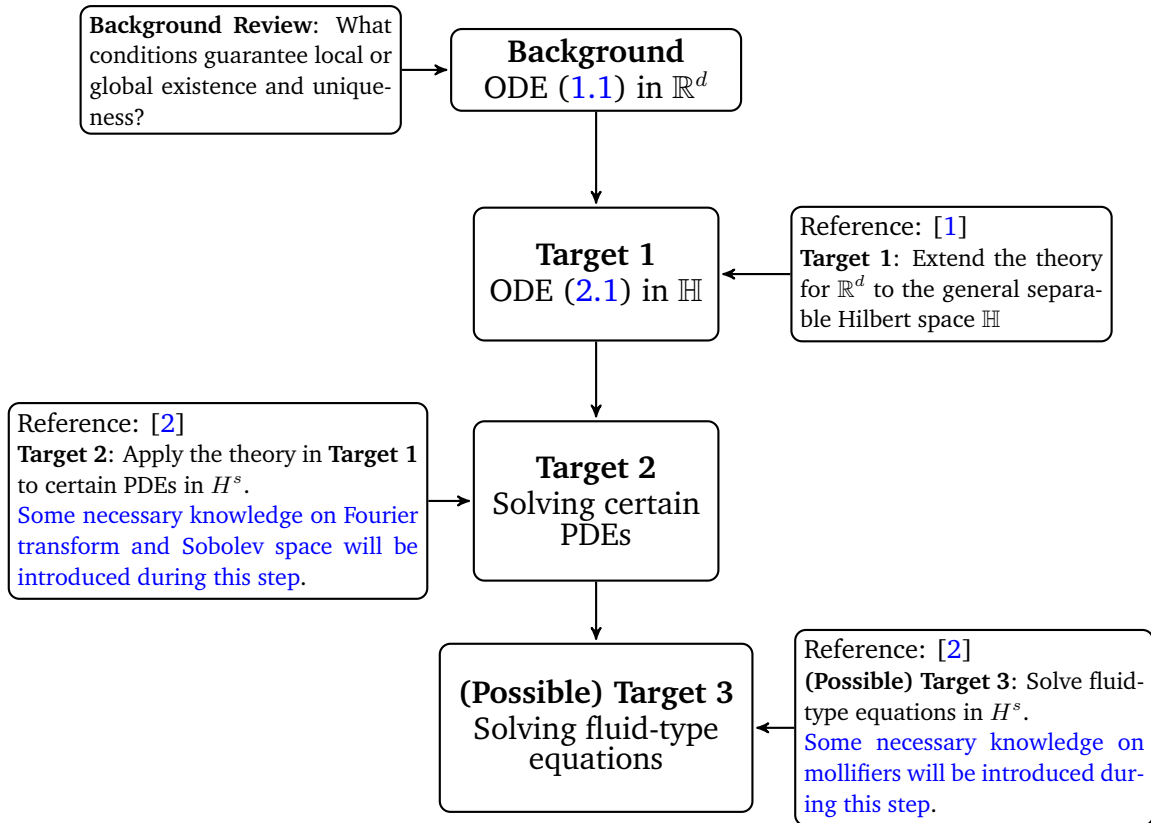 Background Review: What
conditions guarantee local or
global existence and unique-
ness?
Background
ODE (1.1) in ℝ^d
Target 1
ODE (2.1) in ℍ
Reference: [1]
Target 1: Extend the theory
for ℝ^d to the general separa-
ble Hilbert space ℍ
Reference: [2]
Target 2: Apply the theory in Target 1
to certain PDEs in H^s.
Some necessary knowledge on Fourier
transform and Sobolev space will be
introduced during this step.
Target 2
Solving certain
PDEs
(Possible) Target 3
Solving fluid-type
equations
Reference: [2]
(Possible) Target 3: Solve fluid-
type equations in H^s.
Some necessary knowledge on
mollifiers will be introduced dur-
ing this step.